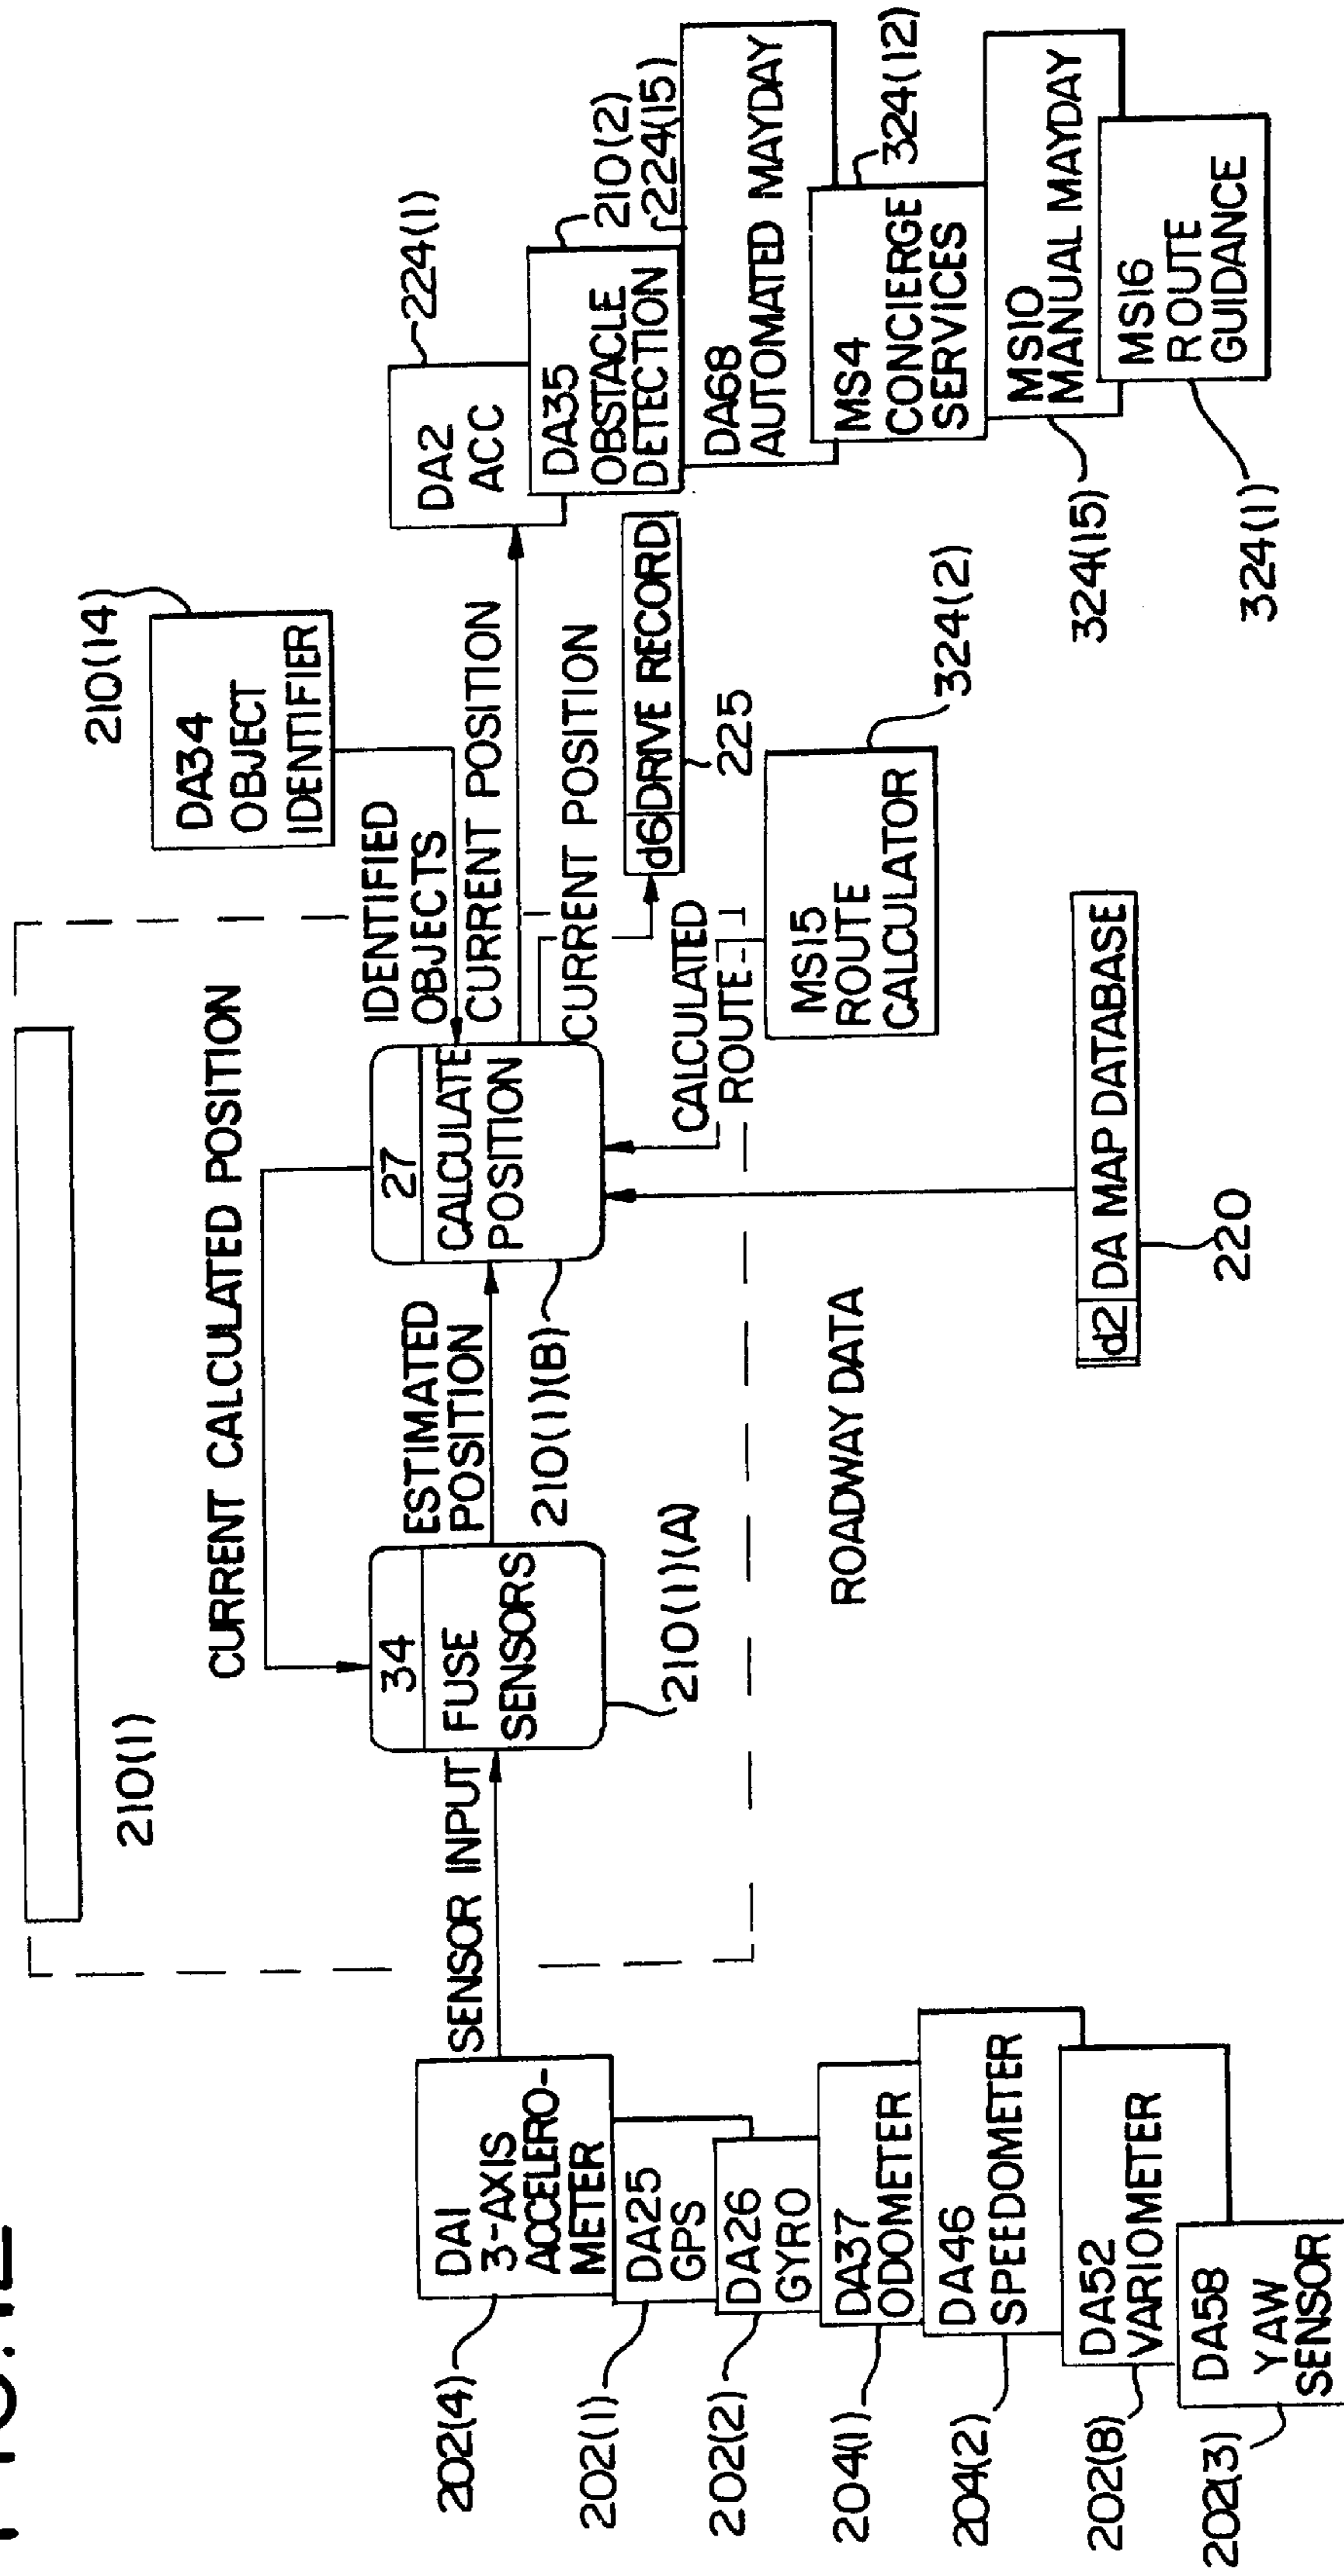 210(1)
CURRENT CALCULATED POSITION
202(4)
DA1
3-AXIS
ACCELERO-
METER
202(1)
DA25
GPS
202(2)
DA26
GYRO
204(1)
DA37
ODOMETER
204(2)
DA46
SPEEDOMETER
202(8)
DA52
VARIOMETER
202(3)
DA58
YAW
SENSOR
SENSOR INPUT
34
FUSE
SENSORS
210(1)(A)
ESTIMATED
POSITION
27
CALCULATE
POSITION
210(1)(B)
210(14)
DA34
OBJECT
IDENTIFIER
IDENTIFIED
OBJECTS
CURRENT POSITION
CURRENT POSITION
d6 DRIVE RECORD
225
CALCULATED
ROUTE
MS15
ROUTE
CALCULATOR
324(2)
ROADWAY DATA
d2 DA MAP DATABASE
220
224(1)
DA2
ACC
210(2)
DA35
OBSTACLE
DETECTION
224(15)
DA68
AUTOMATED MAYDAY
324(12)
MS4
CONCIERGE
SERVICES
MS10
MANUAL MAYDAY
324(15)
MS16
ROUTE
GUIDANCE
324(1)